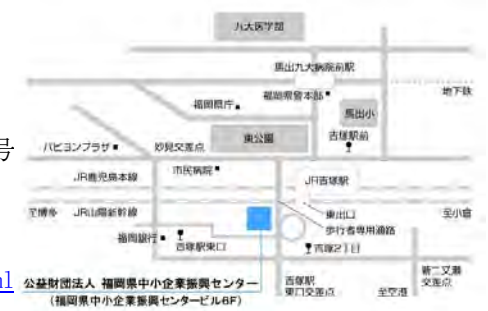 九大医学部
馬出九大病院前駅
地下鉄
福岡県庁
福岡県警本部
馬出小
号
パピヨンプラザ
妙見交差点
東公園
吉塚駅前
市民病院
JR鹿児島本線
JR吉塚駅
至博多
JR山陽新幹線
東出口
至小倉
歩行者専用通路
福岡銀行
吉塚駅東口
吉塚2丁目
公益財団法人 福岡県中小企業振興センター
(福岡県中小企業振興センタービル6F)
吉塚駅
東口交差点
至空港
新二又瀬
交差点